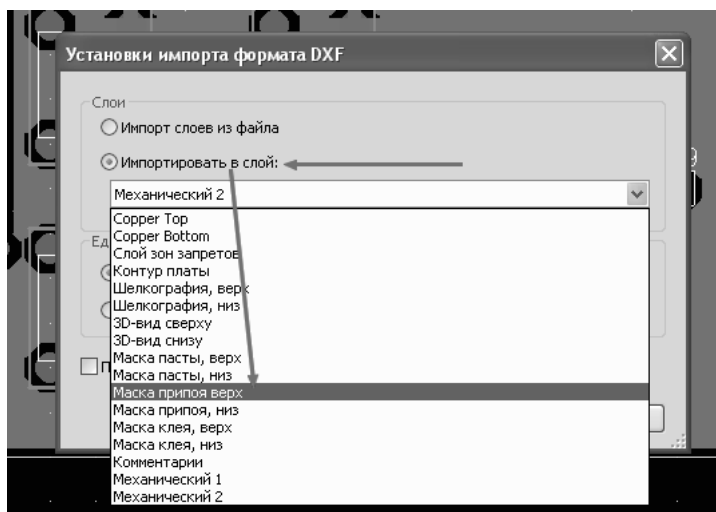 Установки импорта формата DXF
Слои
Импорт слоев из файла
Импортировать в слой:
Механический 2
Copper Top
Copper Bottom
Слой зон запретов
Контур платы
Шелкография, верх
Шелкография, низ
3D-вид сверху
3D-вид снизу
Маска пасты, верх
Маска пасты, низ
Маска припоя верх
Маска припоя, низ
Маска клея, верх
Маска клея, низ
Комментарии
Механический 1
Механический 2